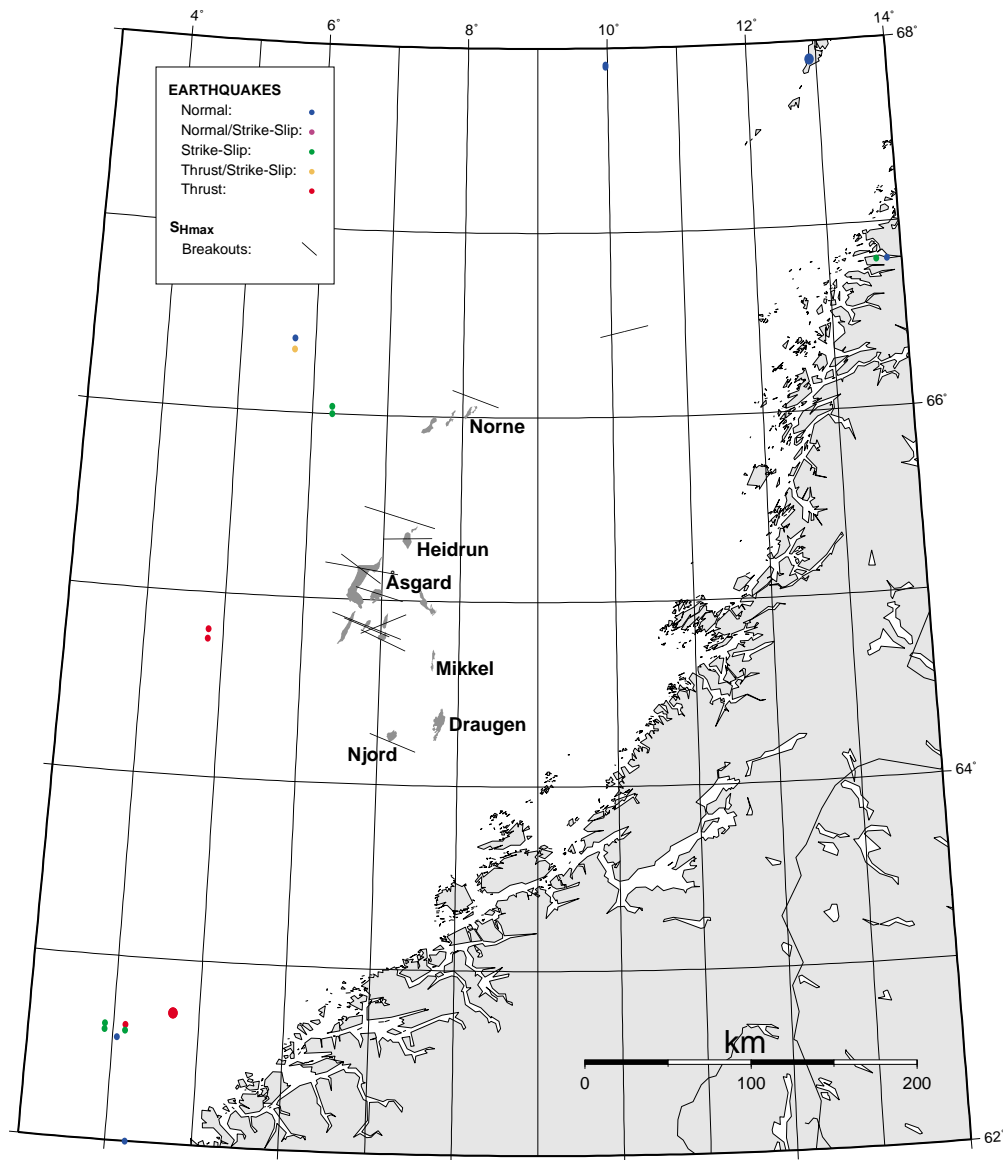 4°
6°
8°
10°
12°
14°
68°
EARTHQUAKES
Normal:
Normal/Strike-Slip:
Strike-Slip:
Thrust/Strike-Slip:
Thrust:
SHmax
Breakouts:
66°
Norne
Heidrun
Åsgard
Mikkel
Draugen
Njord
64°
km
0
100
200
62°